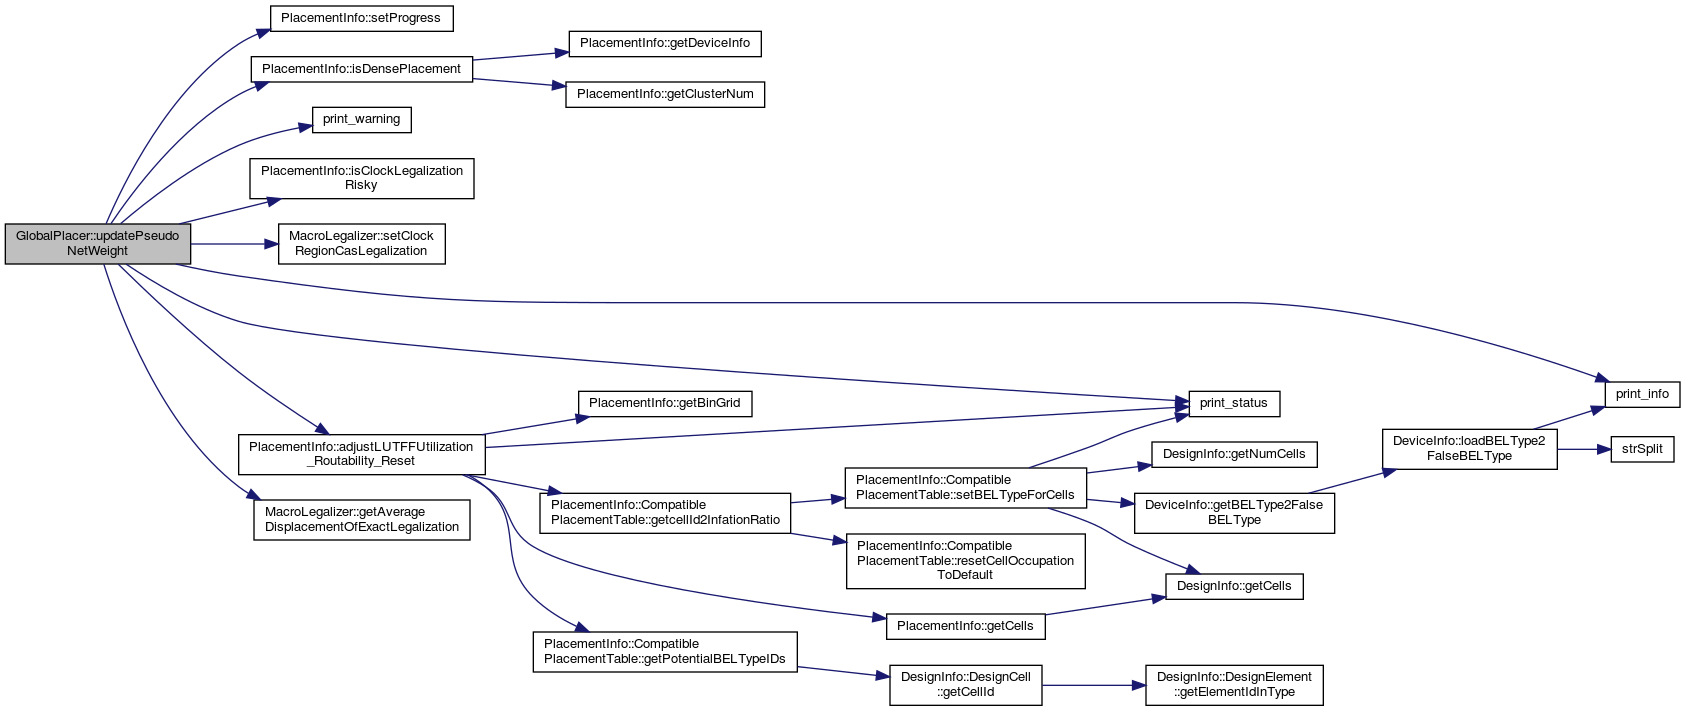 PlacementInfo::setProgress
PlacementInfo::getDeviceInfo
PlacementInfo::isDensePlacement
PlacementInfo::getClusterNum
print_warning
PlacementInfo::isClockLegalization
Risky
GlobalPlacer::updatePseudo
NetWeight
MacroLegalizer::setClock
RegionCasLegalization
print_info
PlacementInfo::getBinGrid
print_status
PlacementInfo::adjustLUTFFUtilization
_Routability_Reset
DeviceInfo::loadBELType2
FalseBELType
strSplit
DesignInfo::getNumCells
PlacementInfo::Compatible
PlacementTable::setBELTypeForCells
MacroLegalizer::getAverage
DisplacementOfExactLegalization
PlacementInfo::Compatible
PlacementTable::getcellId2InfationRatio
DeviceInfo::getBELType2False
BELType
PlacementInfo::Compatible
PlacementTable::resetCellOccupation
ToDefault
DesignInfo::getCells
PlacementInfo::getCells
PlacementInfo::Compatible
PlacementTable::getPotentialBELTypeIDs
DesignInfo::DesignCell
::getCellId
DesignInfo::DesignElement
::getElementIdInType